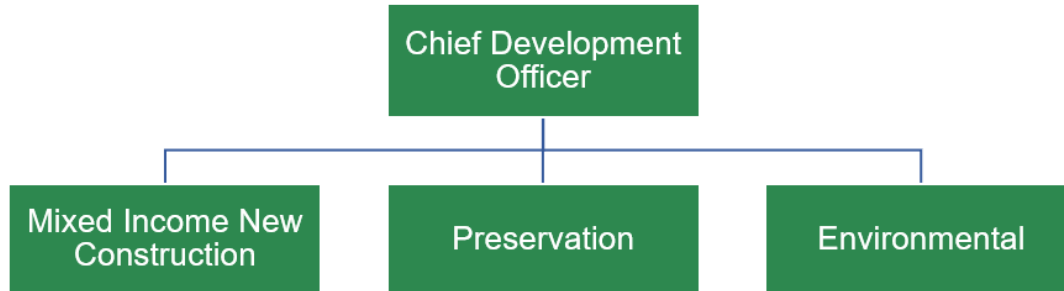 Chief Development
Officer
Mixed Income New
Construction
Preservation
Environmental